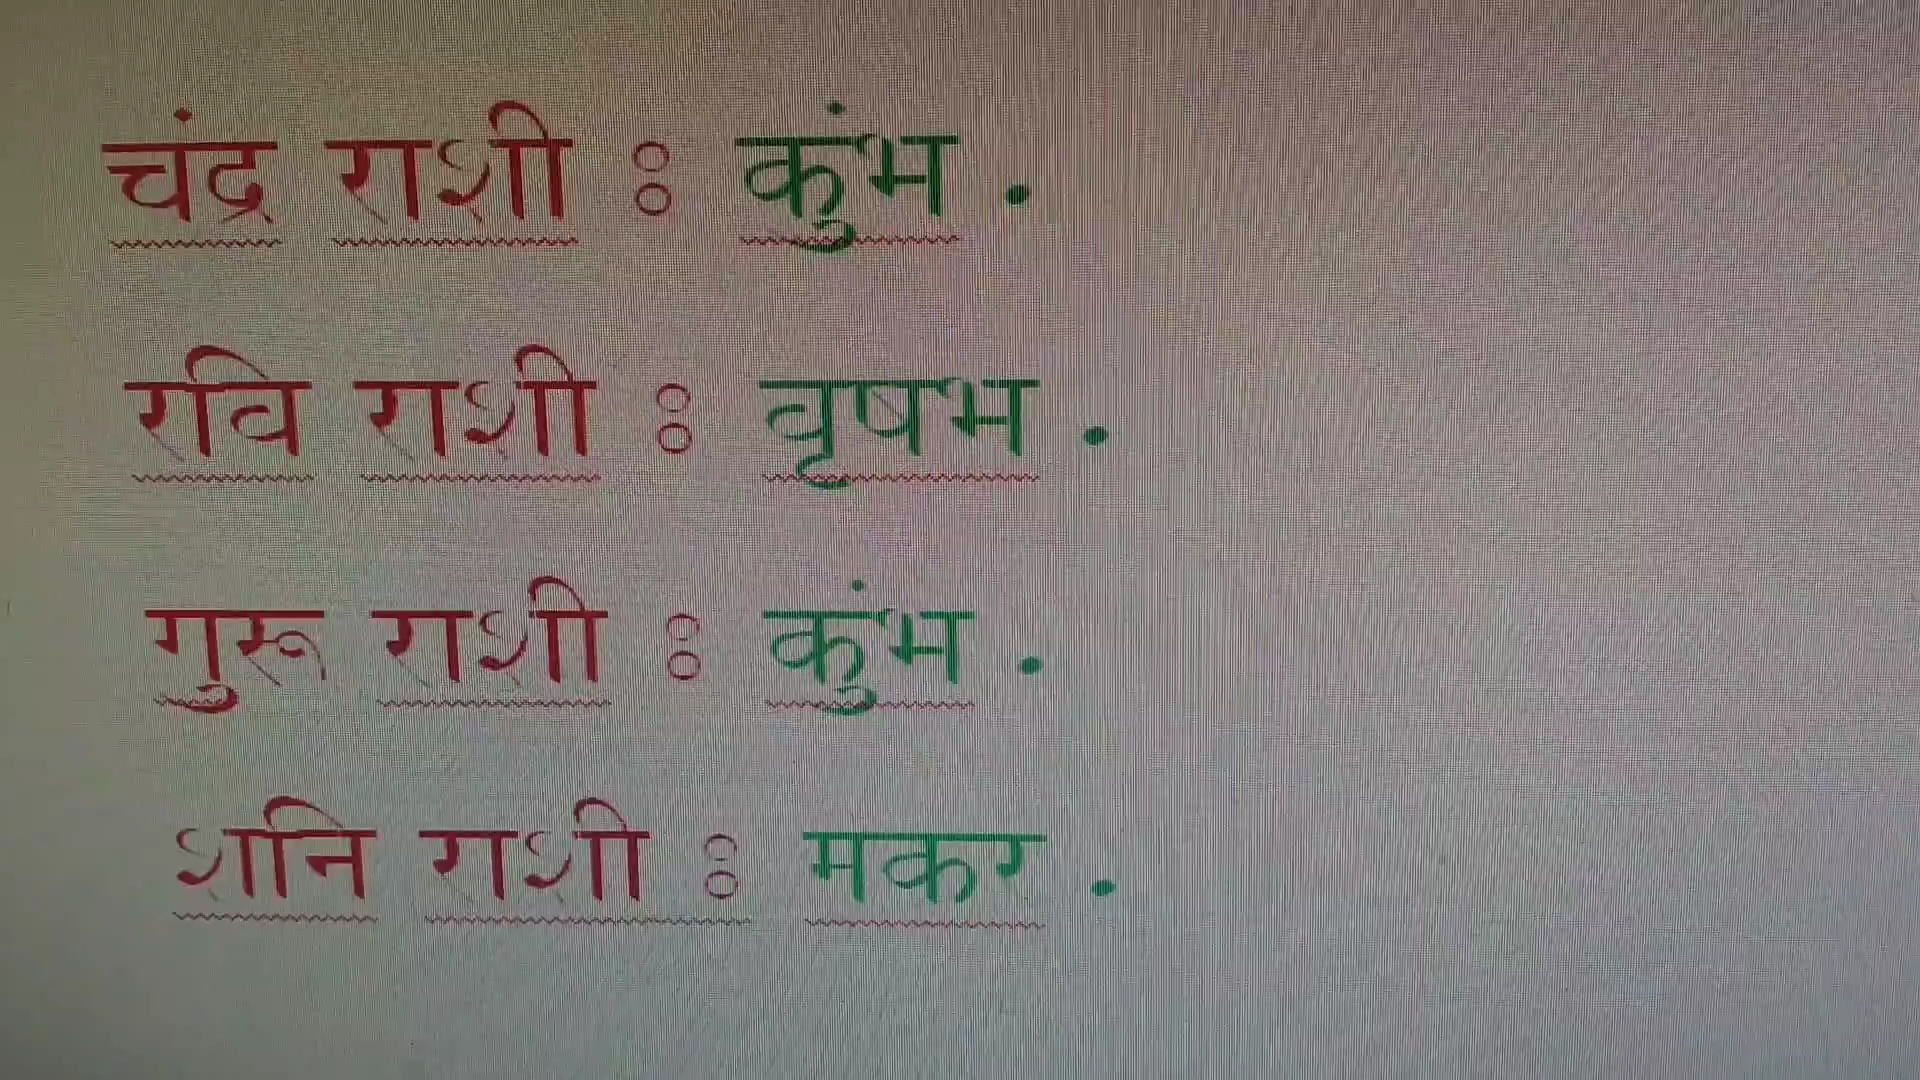 चंद्र राशी : कुंभ .
रवि राशी : वृषभ .
गुरू राशी : कुंभ .
शनि राशी : मकर .